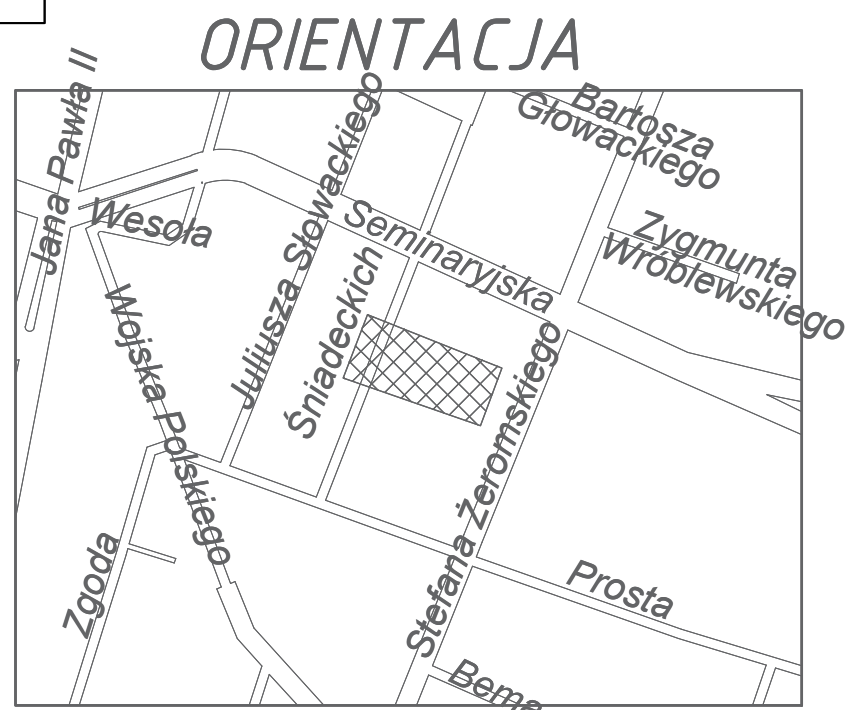 ORIENTACJA
Jana Pawła II
Wesoła
Wojska Polskiego
Zgoda
Juliusza Słowackiego
Śniadeckich
Seminaryjska
Bartosza
Głowackiego
Zygmunta
Wróblewskiego
Stefana Żeromskiego
Prosta
Bema